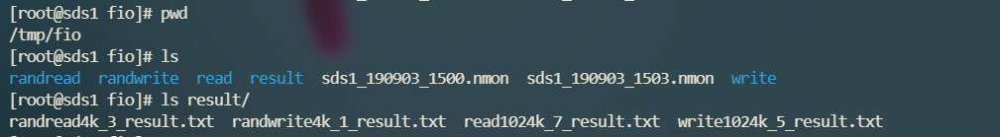 [root@sds1 fio]# pwd
/tmp/fio
[root@sds1 fio]# ls
randread  randwrite  read  result  sds1_190903_1500.nmon  sds1_190903_1503.nmon  write
[root@sds1 fio]# ls result/
randread4k_3_result.txt  randwrite4k_1_result.txt  read1024k_7_result.txt  write1024k_5_result.txt